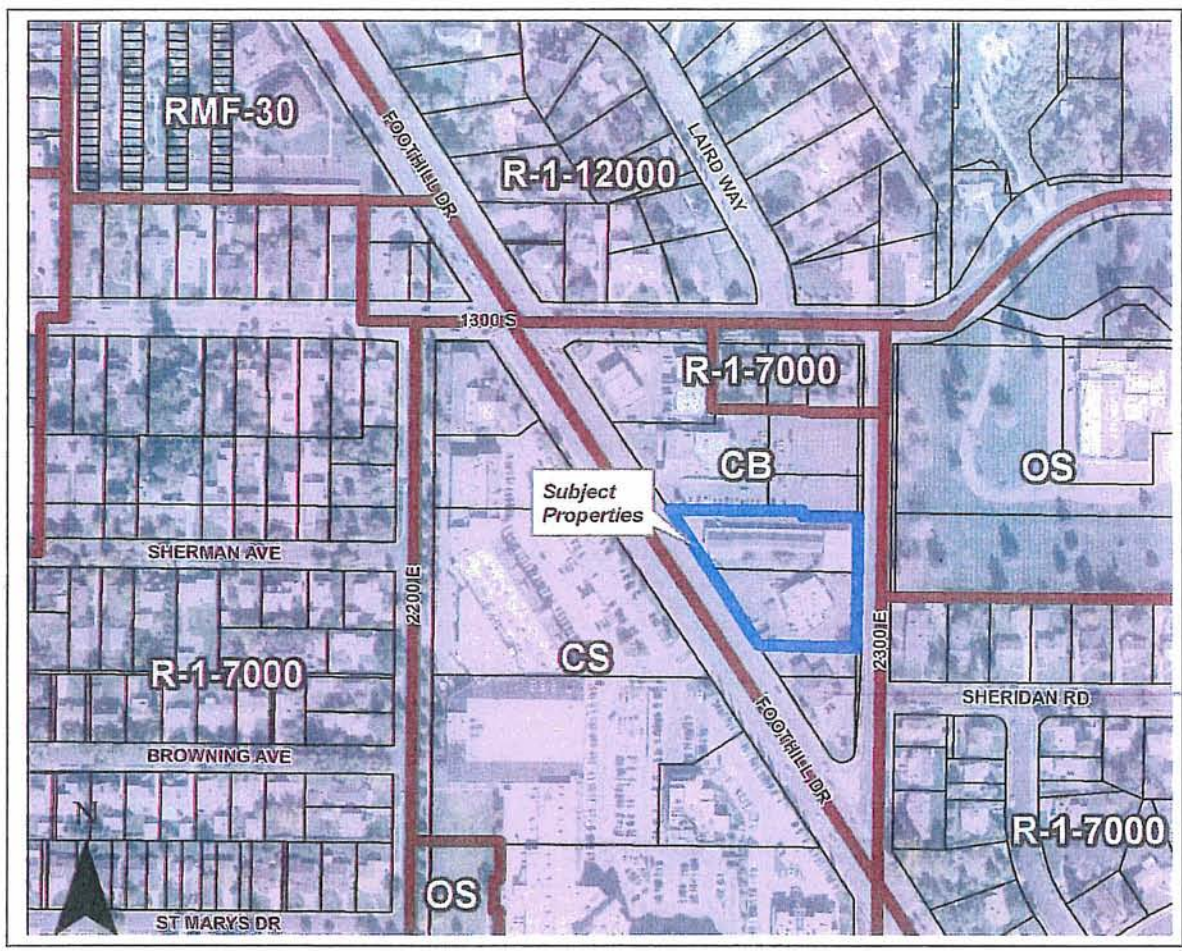 RMF-30
FOOTHILL DR.
R-1-12000
LAIRD WAY
1300 S
R-1-7000
CB
OS
Subject
Properties
SHERMAN AVE
2200 E
CS
2300 E
R-1-7000
SHERIDAN RD
BROWNING AVE
FOOTHILL DR
N
R-1-7000
OS
ST MARYS DR